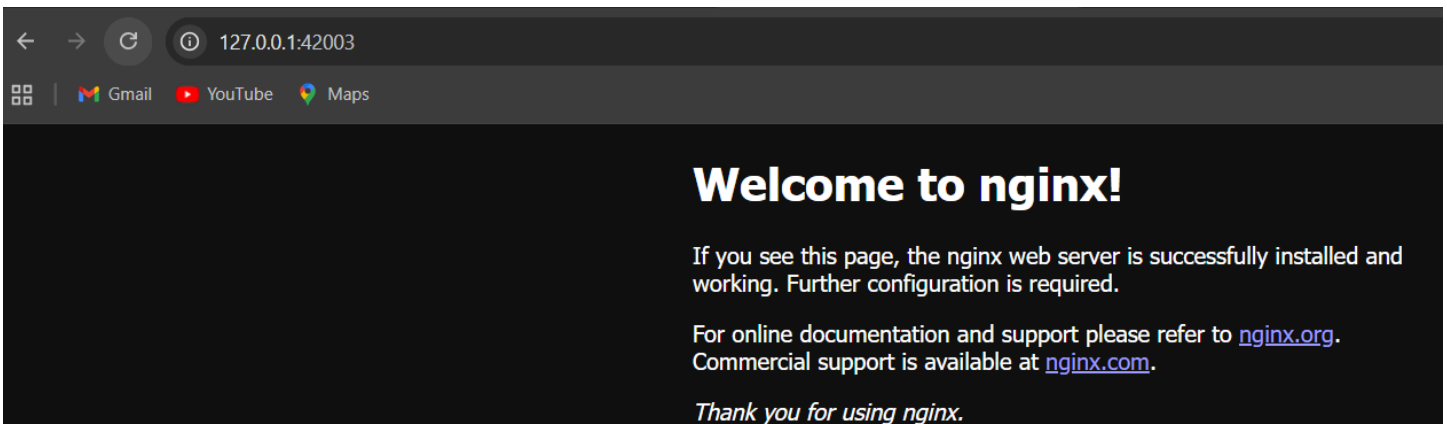 127.0.0.1:42003
Gmail YouTube Maps
Welcome to nginx!
If you see this page, the nginx web server is successfully installed and
working. Further configuration is required.
For online documentation and support please refer to nginx.org.
Commercial support is available at nginx.com.
Thank you for using nginx.